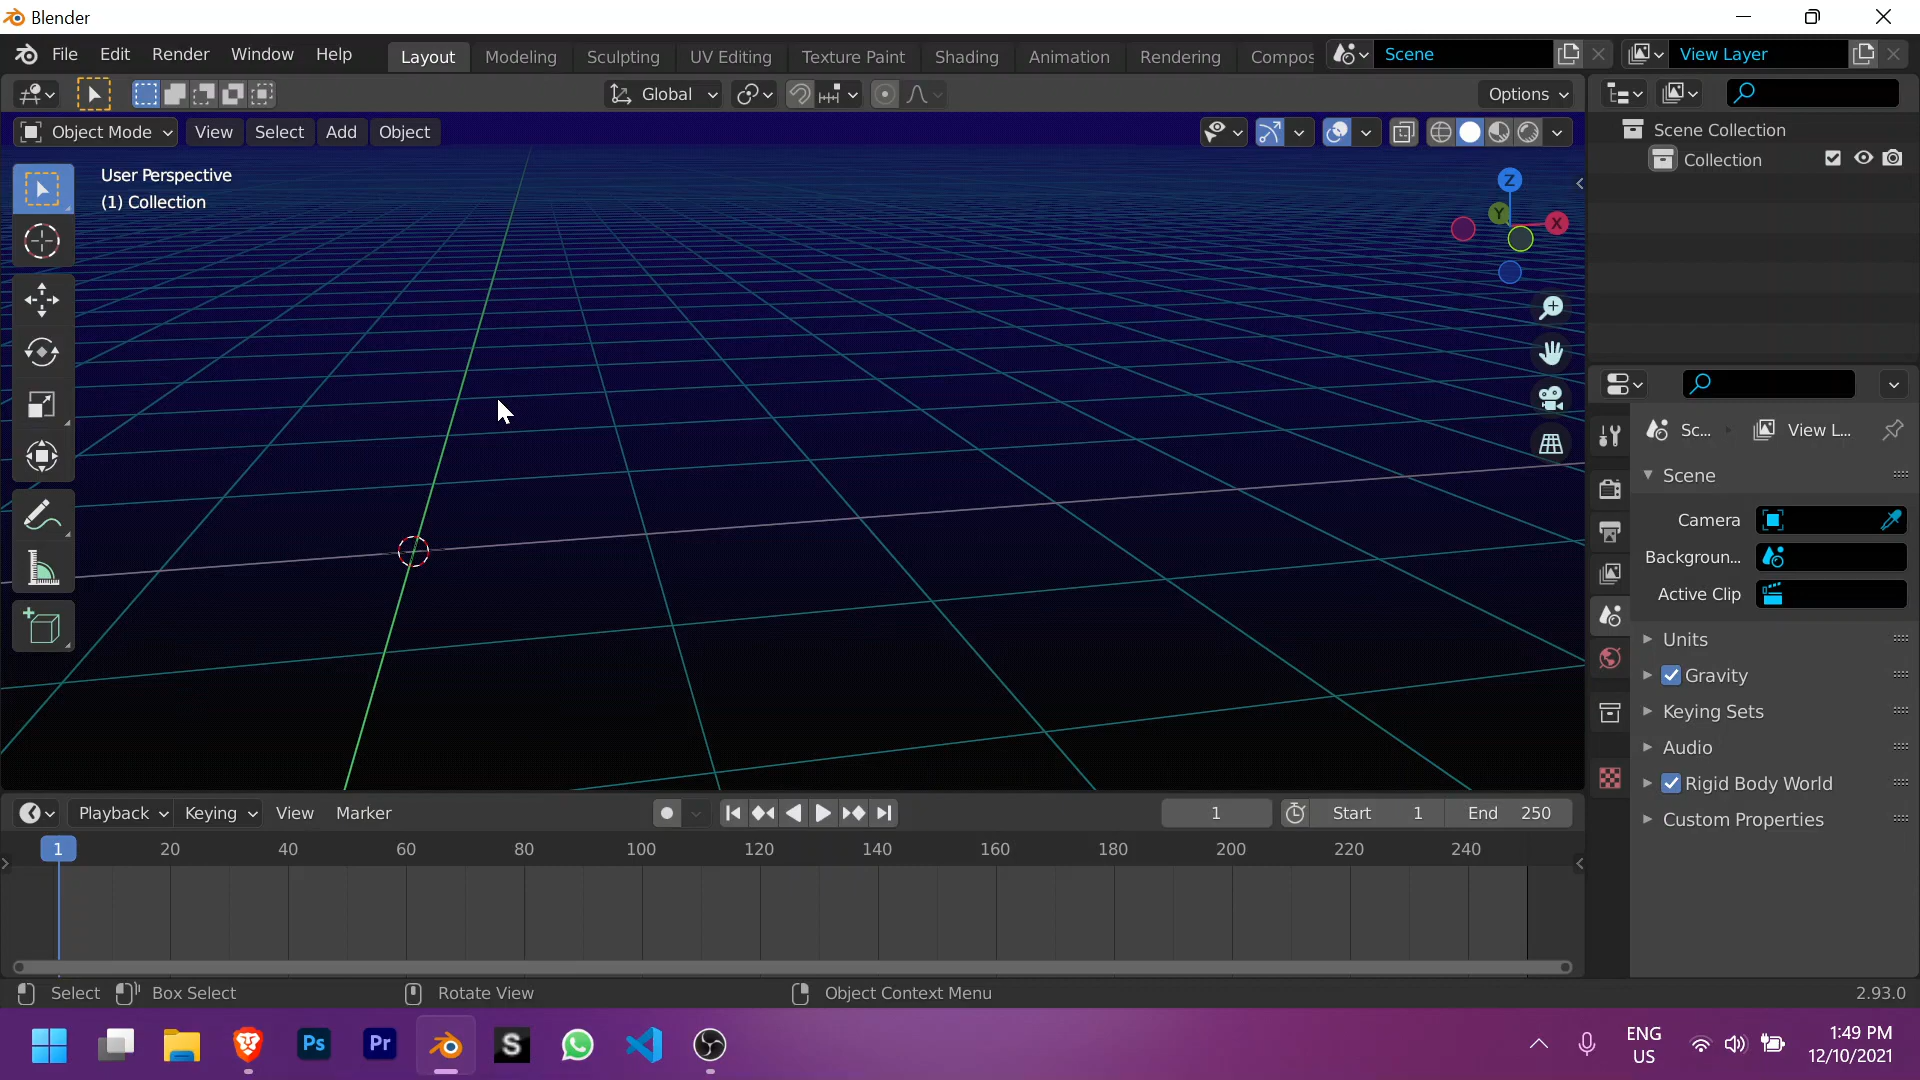 Blender
File Edit Render Window Help Layout Modeling Sculpting UV Editing Texture Paint Shading Animation Rendering Compos Scene View Layer
Global Options
Object Mode View Select Add Object
Scene Collection
Collection
User Perspective
(1) Collection
Z
Y
X
Sc... View L...
Scene
Camera
Backgroun...
Active Clip
Units
Gravity
Keying Sets
Audio
Rigid Body World
Custom Properties
Playback Keying View Marker 1 Start 1 End 250
1 20 40 60 80 100 120 140 160 180 200 220 240
Select Box Select Rotate View Object Context Menu 2.93.0
Ps Pr S
ENG
US
1:49 PM
12/10/2021